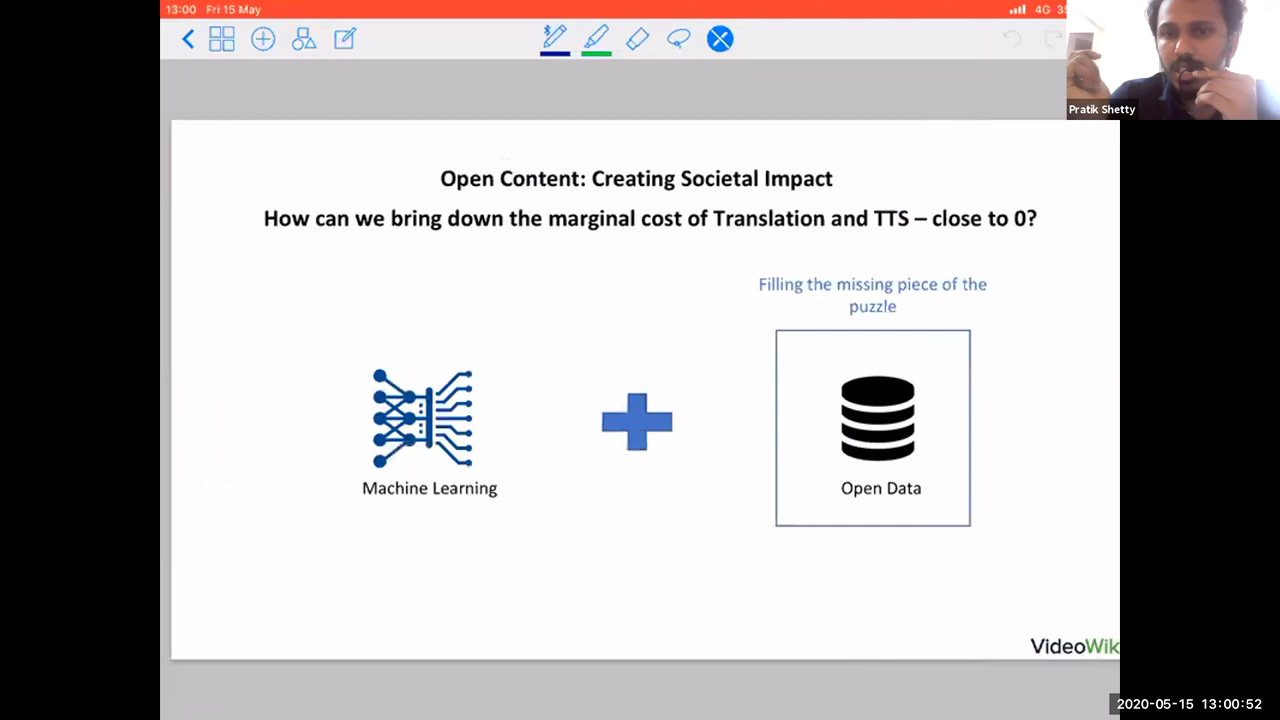 13:00 Fri 15 May
4G
Pratik Shetty
Open Content: Creating Societal Impact
How can we bring down the marginal cost of Translation and TTS – close to 0?
Filling the missing piece of the
puzzle
Machine Learning
Open Data
VideoWik
2020-05-15 13:00:52